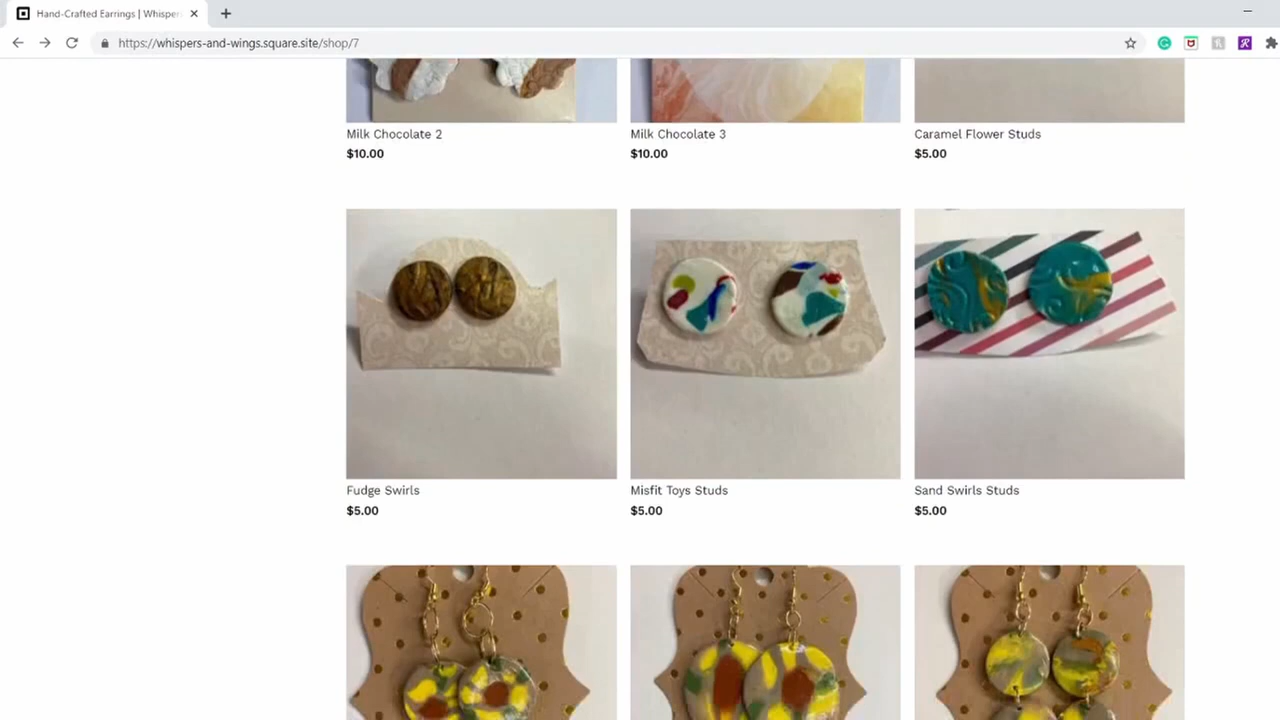 Hand-Crafted Earrings | Whisper
https://whispers-and-wings.square.site/shop/7
Milk Chocolate 2
$10.00
Milk Chocolate 3
$10.00
Caramel Flower Studs
$5.00
Fudge Swirls
$5.00
Misfit Toys Studs
$5.00
Sand Swirls Studs
$5.00